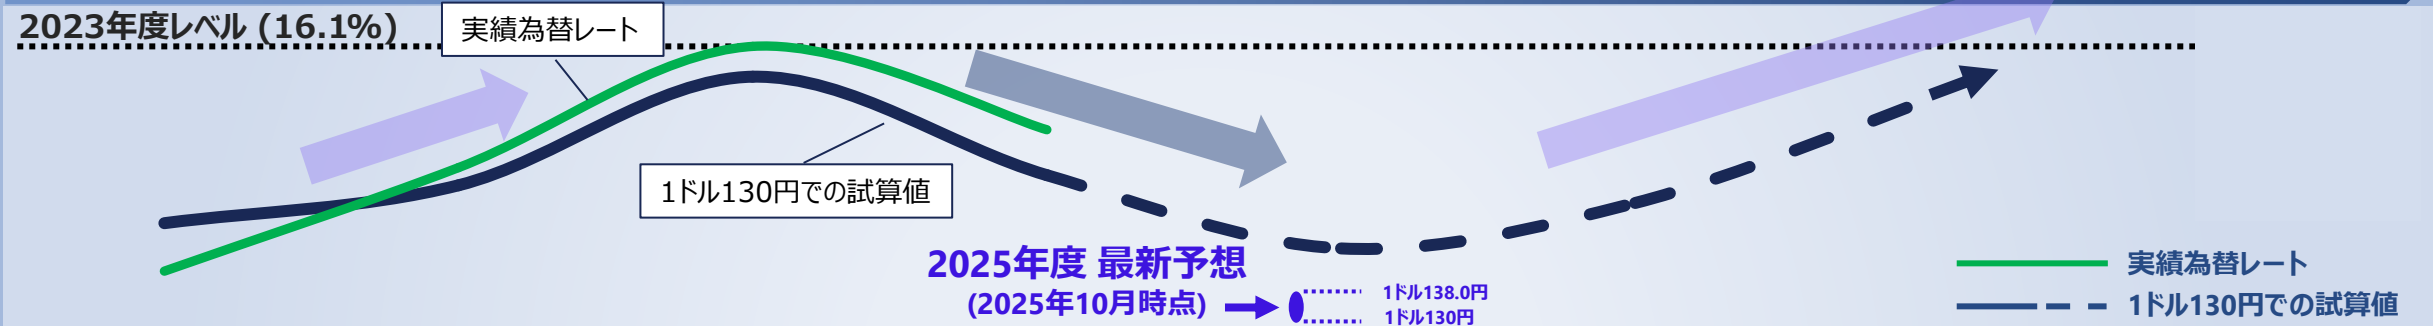 2023年度レベル (16.1%)
実績為替レート
1ドル130円での試算値
2025年度 最新予想
(2025年10月時点)
1ドル138.0円
1ドル130円
実績為替レート
1ドル130円での試算値